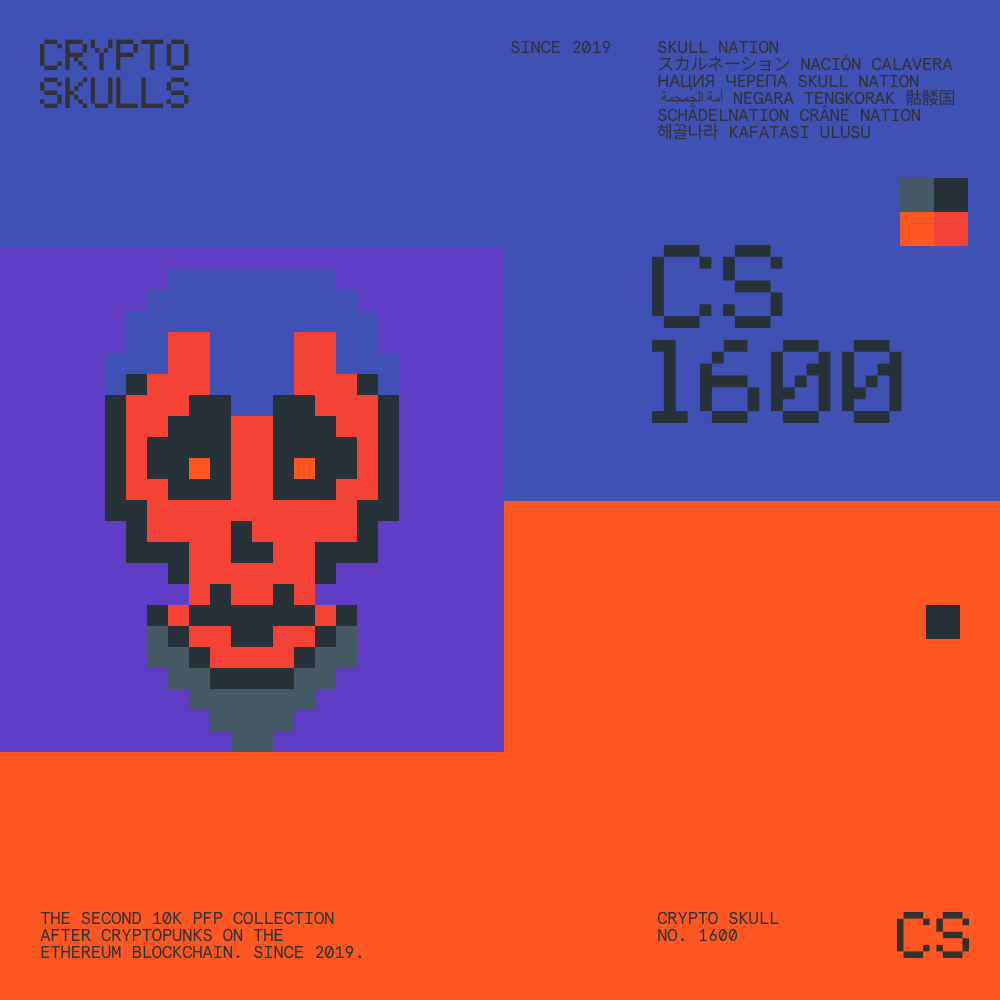 CRYPTO
SKULLS
SINCE 2019
SKULL NATION
スカルネーション NACIÓN CALAVERA
НАЦИЯ ЧЕРЕПА SKULL NATION
أمة الجمجمة NEGARA TENGKORAK 骷髅国
SCHÄDELNATION CRÂNE NATION
해골나라 KAFATASI ULUSU
CS
1600
THE SECOND 10K PFP COLLECTION
AFTER CRYPTOPUNKS ON THE
ETHEREUM BLOCKCHAIN. SINCE 2019.
CRYPTO SKULL
NO. 1600
CS